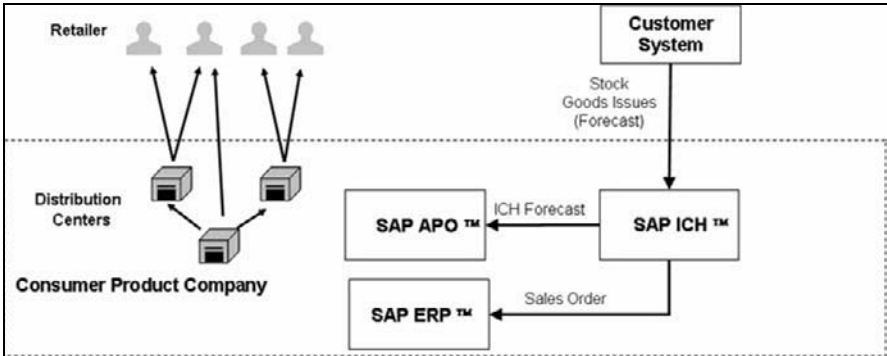 Retailer
Customer
System
Stock
Goods Issues
(Forecast)
Distribution
Centers
SAP APO ™
ICH Forecast
SAP ICH ™
Consumer Product Company
Sales Order
SAP ERP ™